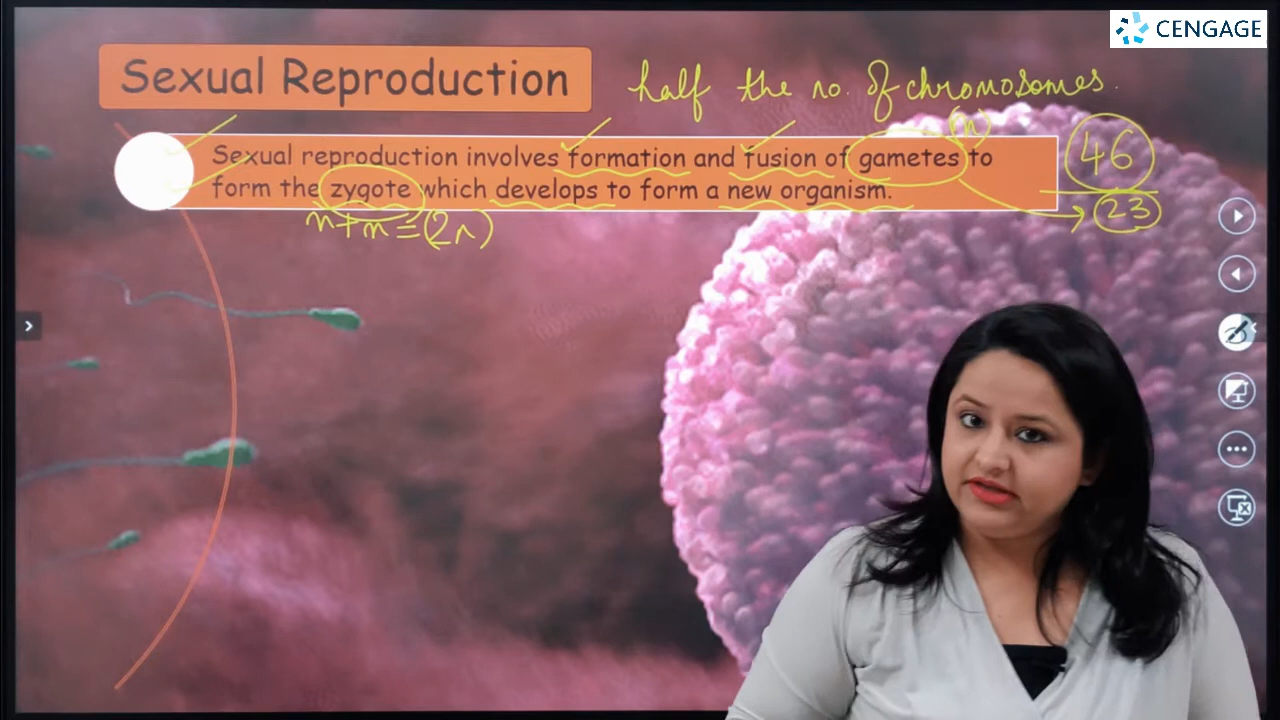 CENGAGE
Sexual Reproduction
half the no. of chromosomes.
(n)
Sexual reproduction involves formation and fusion of gametes to
form the zygote which develops to form a new organism.
46
23
n+n = (2n)